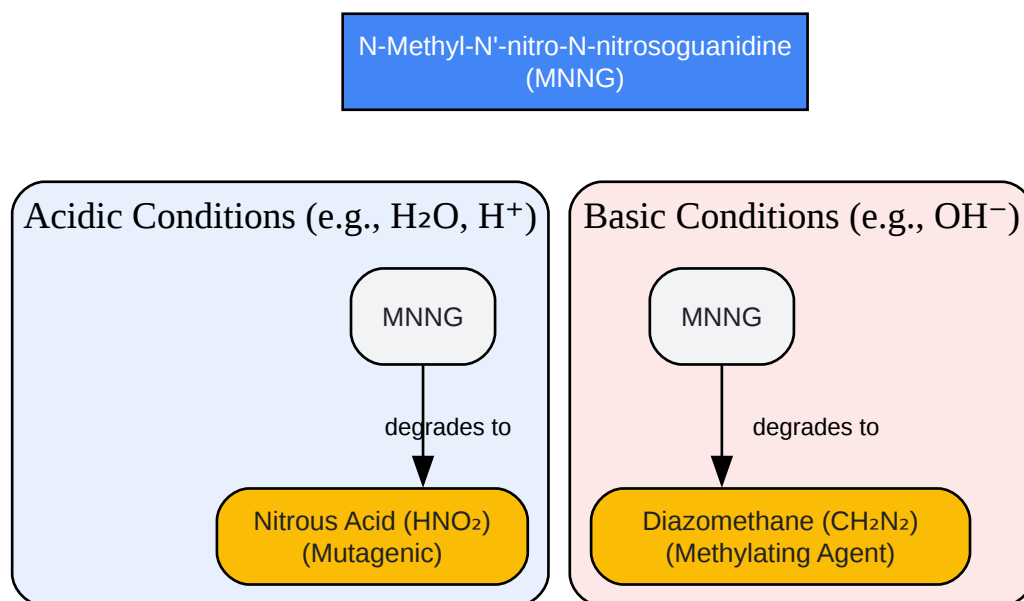 N-Methyl-N'-nitro-N-nitrosoguanidine
(MNNG)
Acidic Conditions (e.g., H₂O, H⁺)
MNNG
degrades to
Nitrous Acid (HNO₂)
(Mutagenic)
Basic Conditions (e.g., OH⁻)
MNNG
degrades to
Diazomethane (CH₂N₂)
(Methylating Agent)